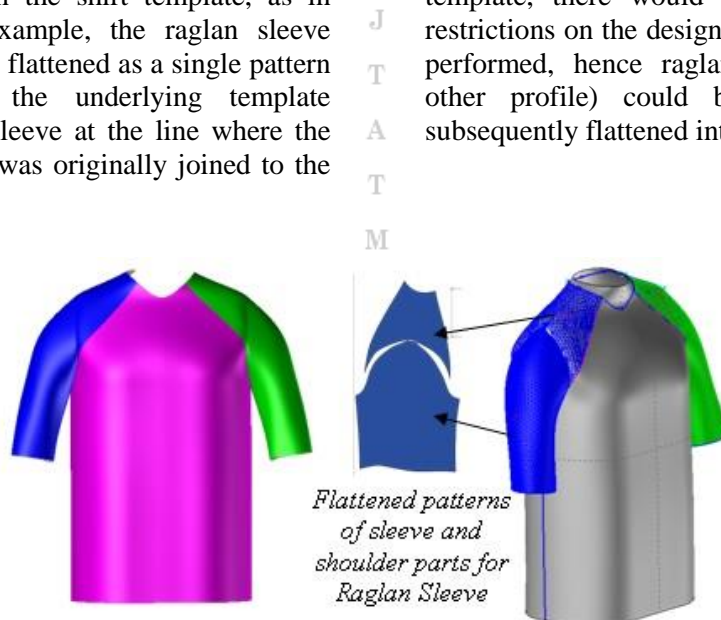 the shirt template, as in
example, the raglan sleeve
flattened as a single pattern
the underlying template
sleeve at the line where the
was originally joined to the
J
T
A
T
M
template, there would
restrictions on the design
performed, hence raglan
other profile) could b
subsequently flattened int
Flattened patterns
of sleeve and
shoulder parts for
Raglan Sleeve